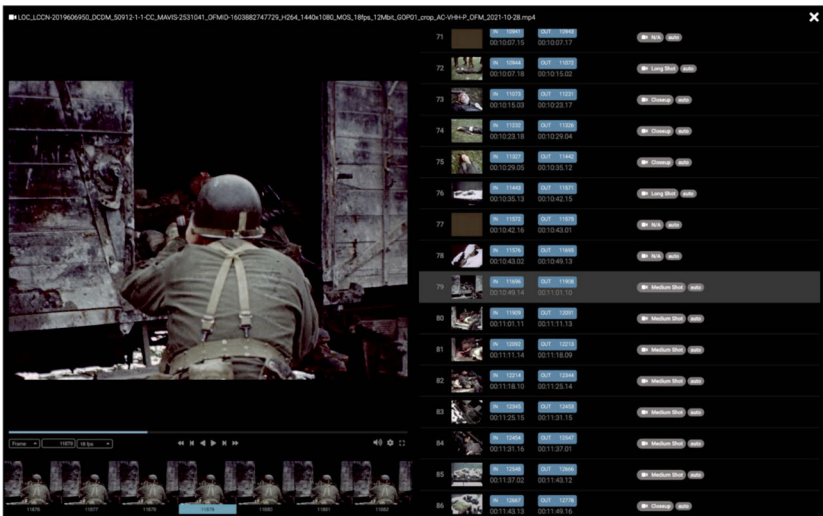 LOC_LCCN-2019606950_DCDM_50912-1-1-CC_MAVIS-2531041_OFMID-1603882747729_H264_1440x1080_MOS_18fps_12Mbit_GOP01_crop_AC-VHH-P_OFM_2021-10-28.mp4
71 IN 10941 OUT 10943 N/A auto
00:10:07.15 00:10:07.17
72 IN 10944 OUT 11072 Long Shot auto
00:10:07.18 00:10:15.02
73 IN 11073 OUT 11231 Closeup auto
00:10:15.03 00:10:23.17
74 IN 11232 OUT 11326 Closeup auto
00:10:23.18 00:10:29.04
75 IN 11327 OUT 11442 Closeup auto
00:10:29.05 00:10:35.12
76 IN 11443 OUT 11571 Long Shot auto
00:10:35.13 00:10:42.15
77 IN 11572 OUT 11575 N/A auto
00:10:42.16 00:10:43.01
78 IN 11576 OUT 11695 N/A auto
00:10:43.02 00:10:49.13
79 IN 11696 OUT 11908 Medium Shot auto
00:10:49.14 00:11:01.10
80 IN 11909 OUT 12091 Medium Shot auto
00:11:01.11 00:11:11.13
81 IN 12092 OUT 12213 Medium Shot auto
00:11:11.14 00:11:18.09
82 IN 12214 OUT 12344 Medium Shot auto
00:11:18.10 00:11:25.14
83 IN 12345 OUT 12453 Medium Shot auto
00:11:25.15 00:11:31.15
84 IN 12454 OUT 12547 Medium Shot auto
00:11:31.16 00:11:37.01
85 IN 12548 OUT 12666 Medium Shot auto
00:11:37.02 00:11:43.12
86 IN 12667 OUT 12778 Closeup auto
00:11:43.13 00:11:49.16
Frame 11879 18 fps
11876 11877 11878 11879 11880 11881 11882